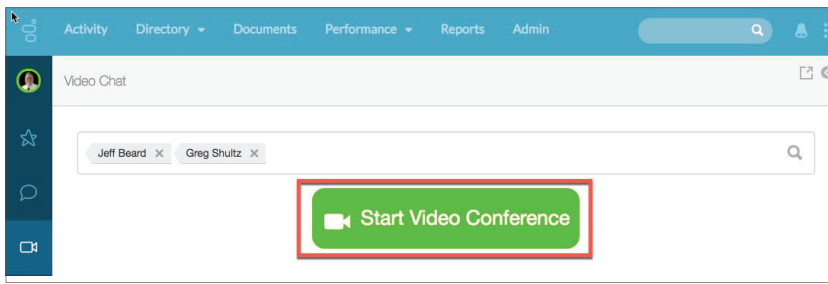 Activity Directory Documents Performance Reports Admin
Video Chat
Jeff Beard Greg Shultz
Start Video Conference